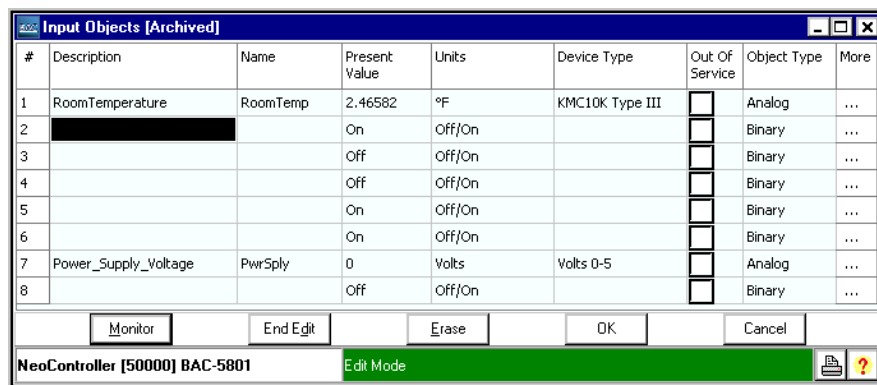 Input Objects [Archived]
# Description Name Present Value Units Device Type Out Of Service Object Type More
1 RoomTemperature RoomTemp 2.46582 °F KMC10K Type III Analog ...
2 On Off/On Binary ...
3 Off Off/On Binary ...
4 Off Off/On Binary ...
5 On Off/On Binary ...
6 On Off/On Binary ...
7 Power_Supply_Voltage PwrSply 0 Volts Volts 0-5 Analog ...
8 Off Off/On Binary ...
Monitor End Edit Erase OK Cancel
NeoController [50000] BAC-5801 Edit Mode ?